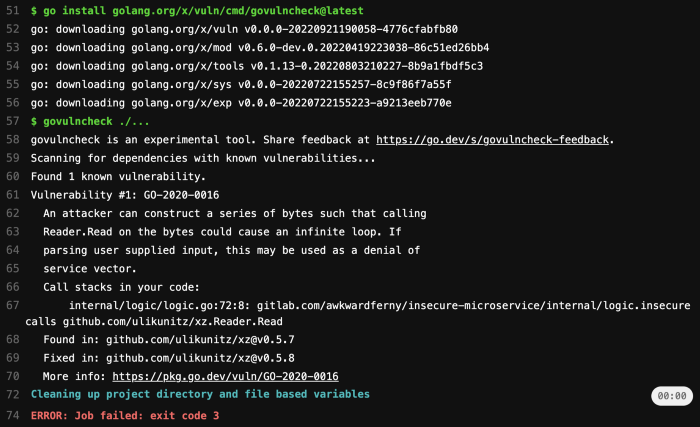 51 $ go install golang.org/x/vuln/cmd/govulncheck@latest
52 go: downloading golang.org/x/vuln v0.0.0-20220921190058-4776cfabfb80
53 go: downloading golang.org/x/mod v0.6.0-dev.0.20220419223038-86c51ed26bb4
54 go: downloading golang.org/x/tools v0.1.13-0.20220803210227-8b9a1fbdf5c3
55 go: downloading golang.org/x/sys v0.0.0-20220722155257-8c9f86f7a55f
56 go: downloading golang.org/x/exp v0.0.0-20220722155223-a9213eeb770e
57 $ govulncheck ./...
58 govulncheck is an experimental tool. Share feedback at https://go.dev/s/govulncheck-feedback.
59 Scanning for dependencies with known vulnerabilities...
60 Found 1 known vulnerability.
61 Vulnerability #1: GO-2020-0016
62 An attacker can construct a series of bytes such that calling
63 Reader.Read on the bytes could cause an infinite loop. If
64 parsing user supplied input, this may be used as a denial of
65 service vector.
66 Call stacks in your code:
67 internal/logic/logic.go:72:8: gitlab.com/awkwardferny/insecure-microservice/internal/logic.insecure
calls github.com/ulikunitz/xz.Reader.Read
68 Found in: github.com/ulikunitz/xz@v0.5.7
69 Fixed in: github.com/ulikunitz/xz@v0.5.8
70 More info: https://pkg.go.dev/vuln/GO-2020-0016
72 Cleaning up project directory and file based variables 00:00
74 ERROR: Job failed: exit code 3